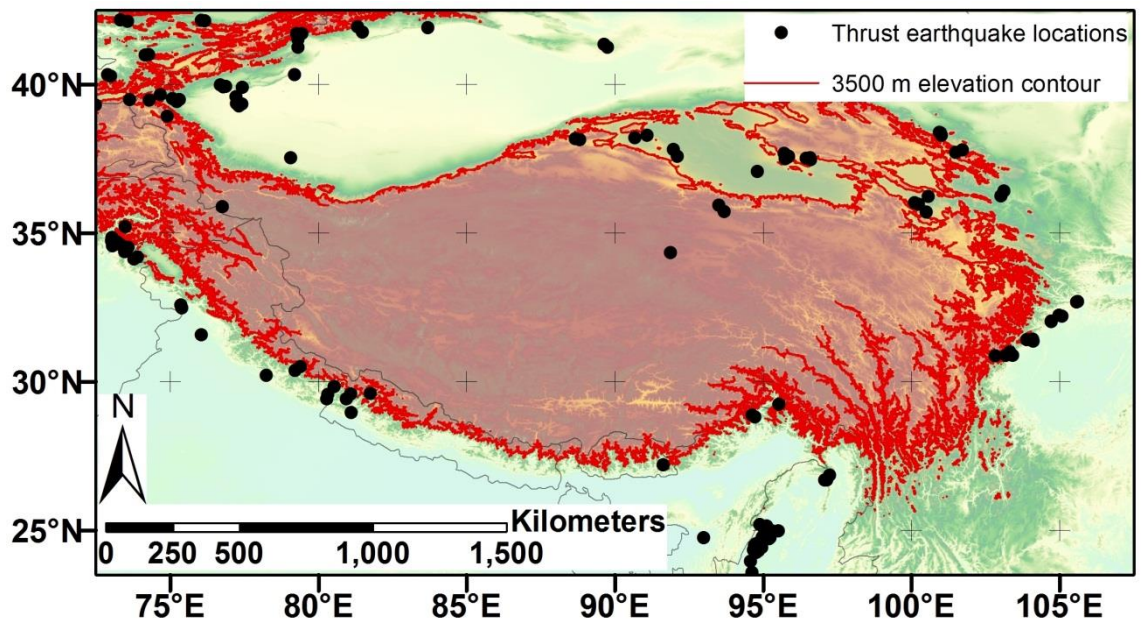 Thrust earthquake locations
3500 m elevation contour
40°N
35°N
30°N
25°N
N
Kilometers
0 250 500 1,000 1,500
75°E 80°E 85°E 90°E 95°E 100°E 105°E